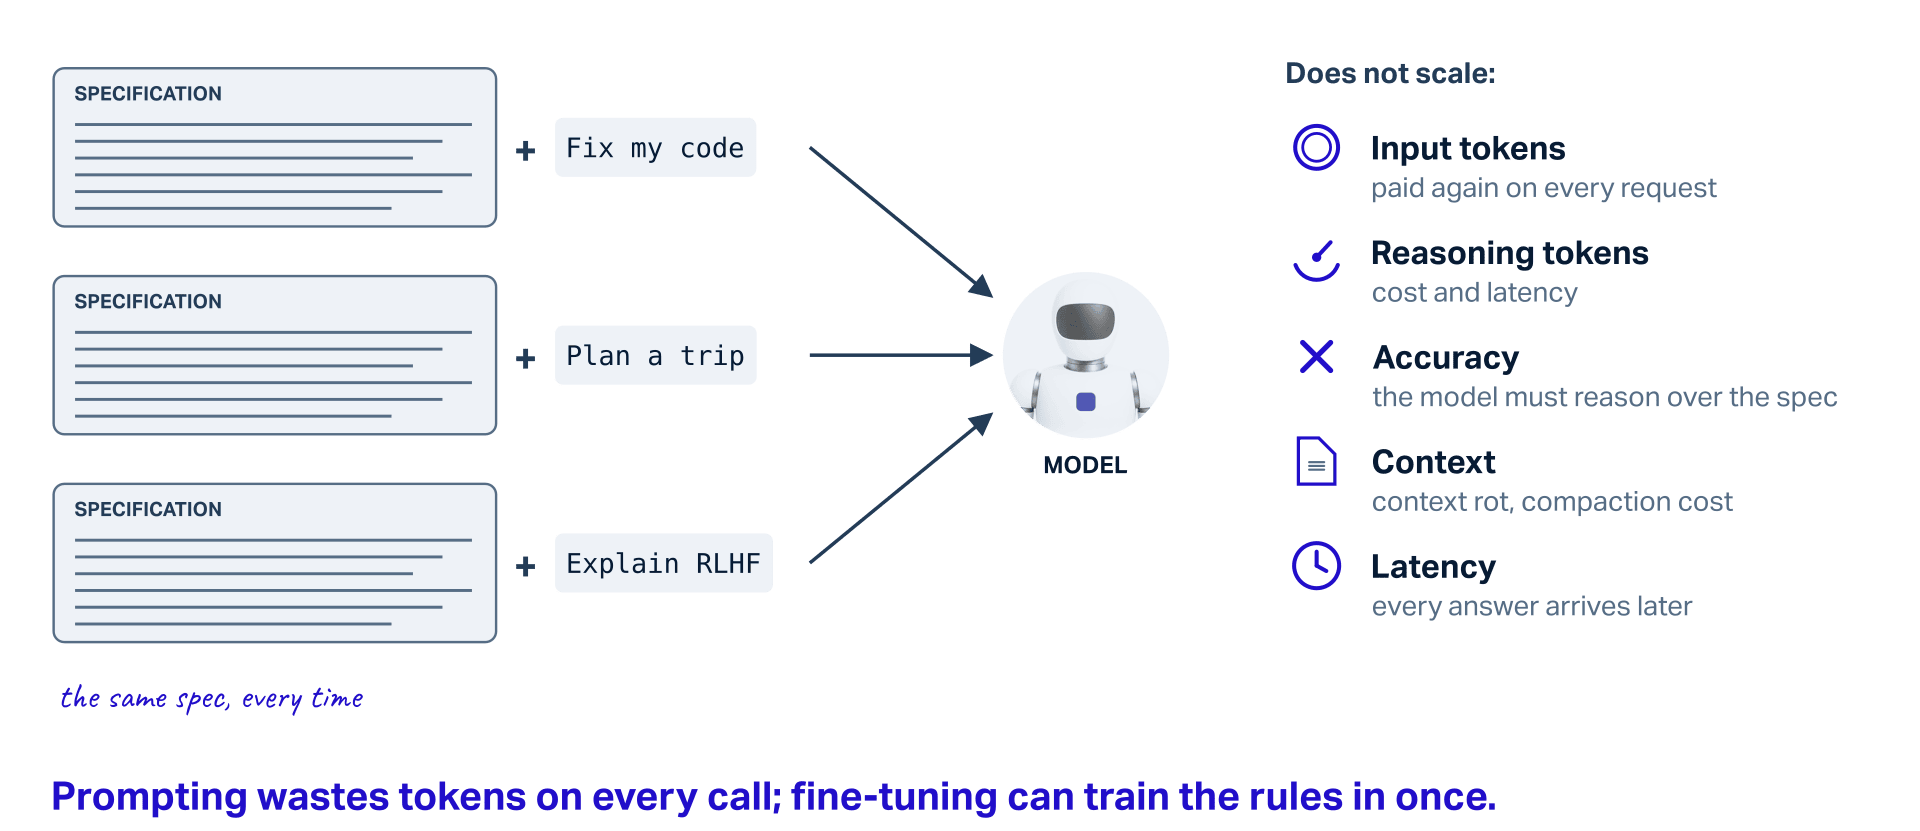 SPECIFICATION
+ Fix my code
SPECIFICATION
+ Plan a trip
SPECIFICATION
+ Explain RLHF
the same spec, every time
MODEL
Does not scale:
Input tokens
paid again on every request
Reasoning tokens
cost and latency
Accuracy
the model must reason over the spec
Context
context rot, compaction cost
Latency
every answer arrives later
Prompting wastes tokens on every call; fine-tuning can train the rules in once.